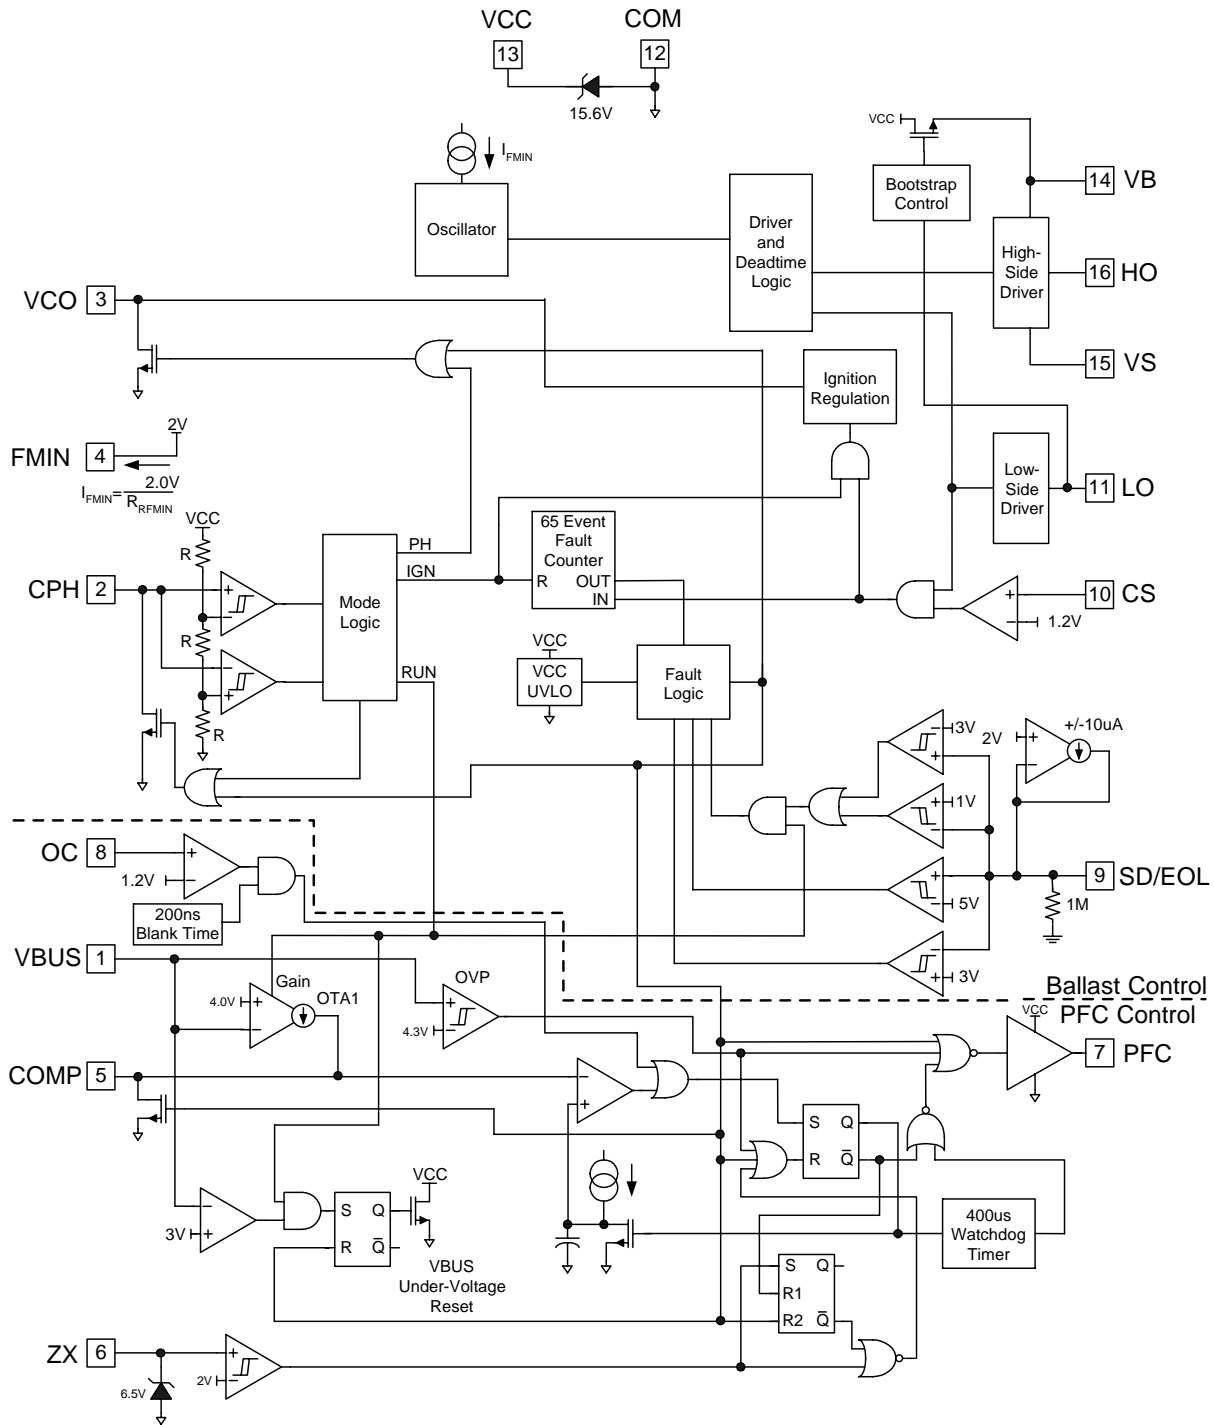 VCC
COM
13
12
15.6V
I FMIN
VCC
Bootstrap
Control
14 VB
Oscillator
Driver
and
Deadtime
Logic
High-
Side
Driver
16 HO
VCO 3
15 VS
Ignition
Regulation
2V
FMIN 4
I FMIN = 2.0V
R RFMIN
Low-
Side
Driver
11 LO
VCC
R
PH
65 Event
Fault
Counter
IGN
R
OUT
IN
CPH 2
+
−
Mode
Logic
+
−
1.2V
10 CS
R
−
+
RUN
VCC
VCC
UVLO
Fault
Logic
R
3V
−
+
2V
+
−
+/-10uA
1V
+
−
OC 8
+
1.2V
−
200ns
Blank Time
+
−
5V
9 SD/EOL
1M
−
+
3V
VBUS 1
Gain
4.0V
+
−
OTA1
OVP
+
4.3V
−
Ballast Control
PFC Control
VCC
7 PFC
COMP 5
−
+
S Q
R Q
S Q
R Q
VCC
−
3V
+
VBUS
Under-Voltage
Reset
400us
Watchdog
Timer
S Q
R1
R2 Q
ZX 6
+
2V
−
6.5V